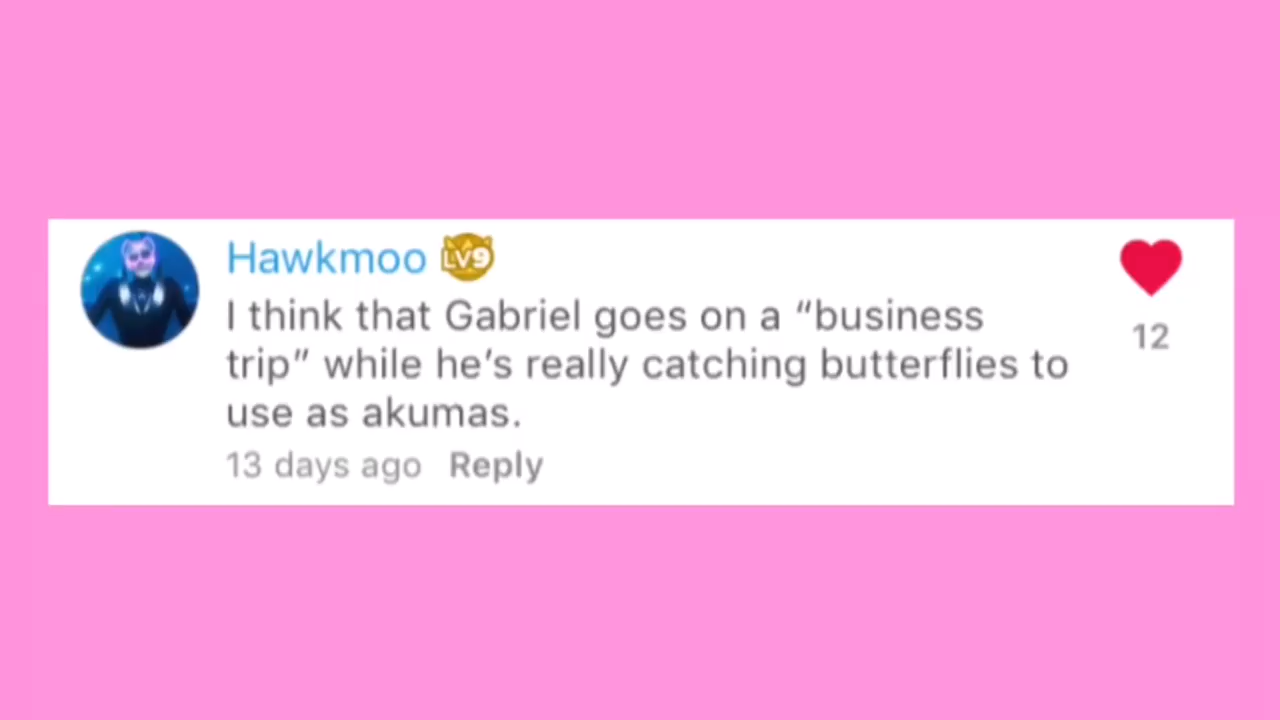 Hawkmoo LV9
I think that Gabriel goes on a “business
trip” while he’s really catching butterflies to
use as akumas.
13 days ago Reply
12